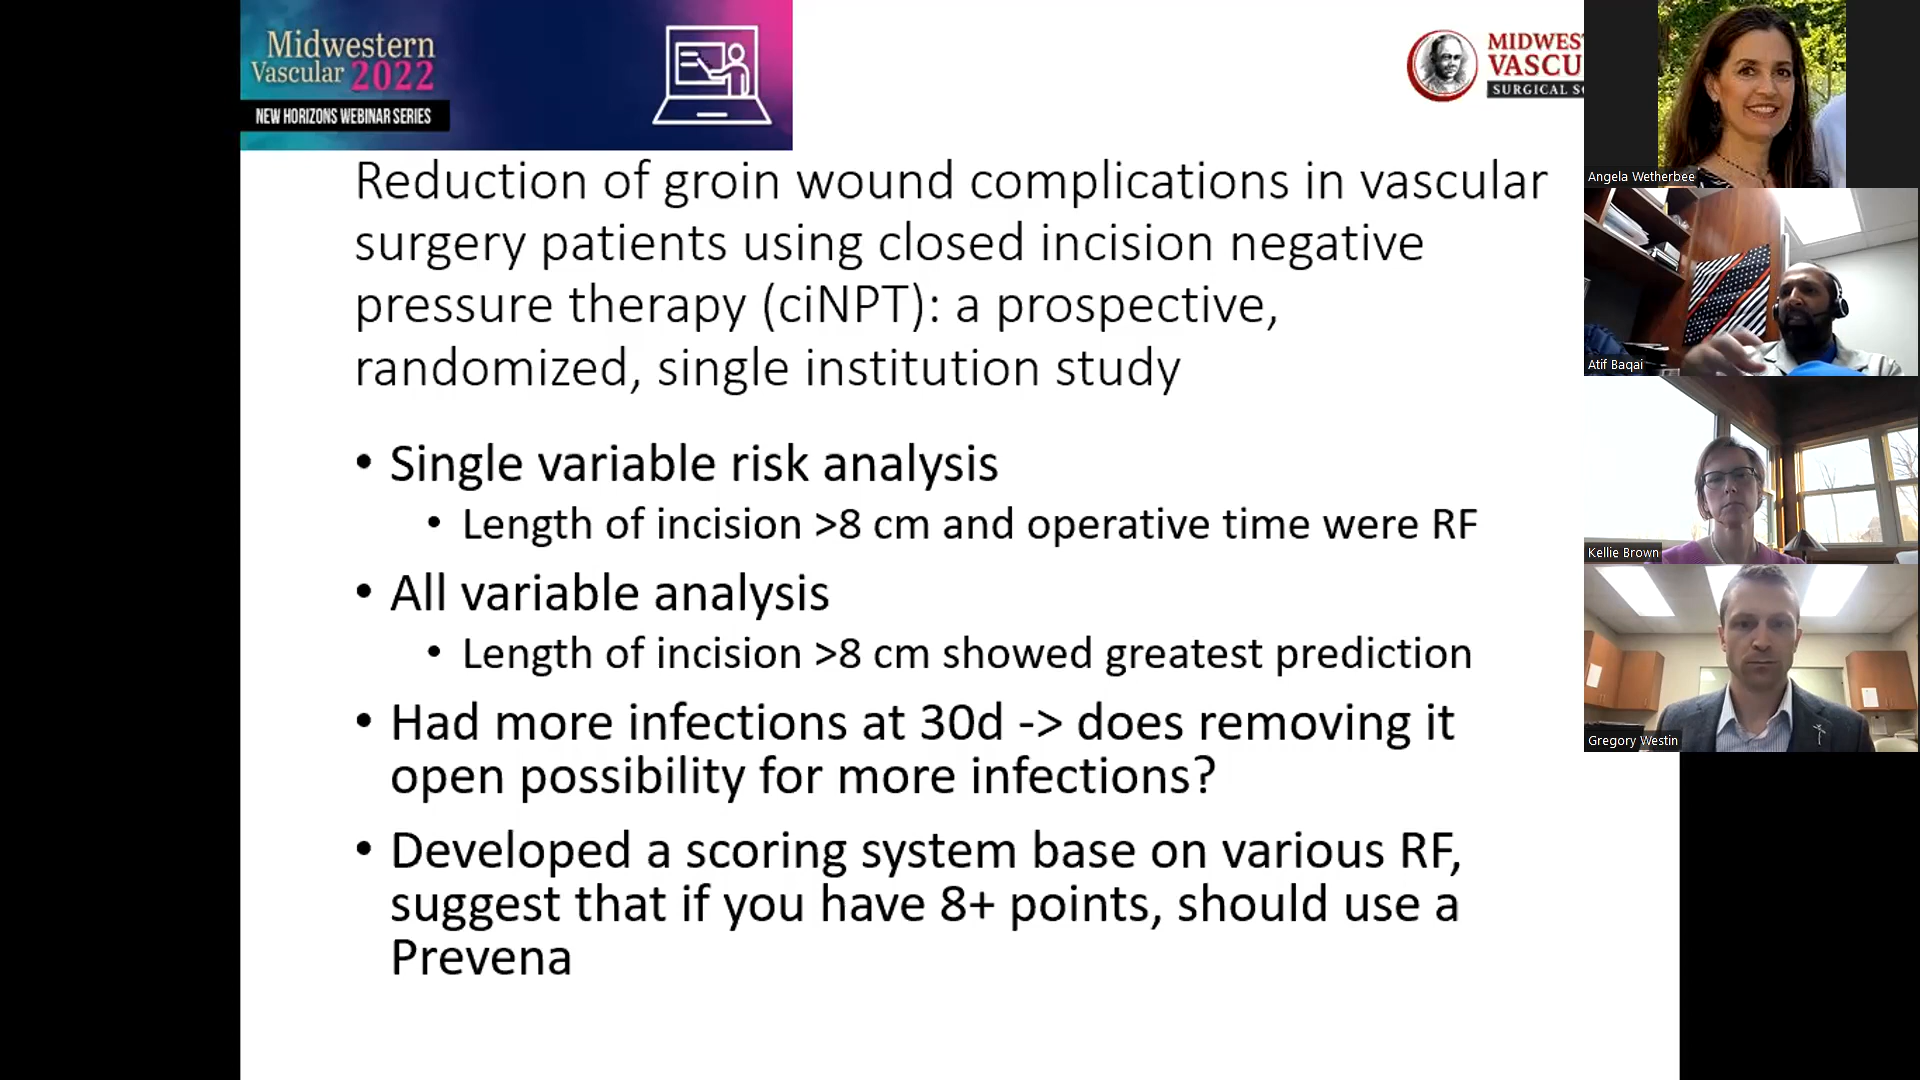 Midwestern
Vascular 2022
NEW HORIZONS WEBINAR SERIES
VASCU
SURGICAL
Reduction of groin wound complications in vascular
surgery patients using closed incision negative
pressure therapy (ciNPT): a prospective,
randomized, single institution study
• Single variable risk analysis
• Length of incision >8 cm and operative time were RF
• All variable analysis
• Length of incision >8 cm showed greatest prediction
• Had more infections at 30d -> does removing it
open possibility for more infections?
• Developed a scoring system base on various RF,
suggest that if you have 8+ points, should use a
Prevena
Angela Wetherbee
Atif Baqai
Kellie Brown
Gregory Westin